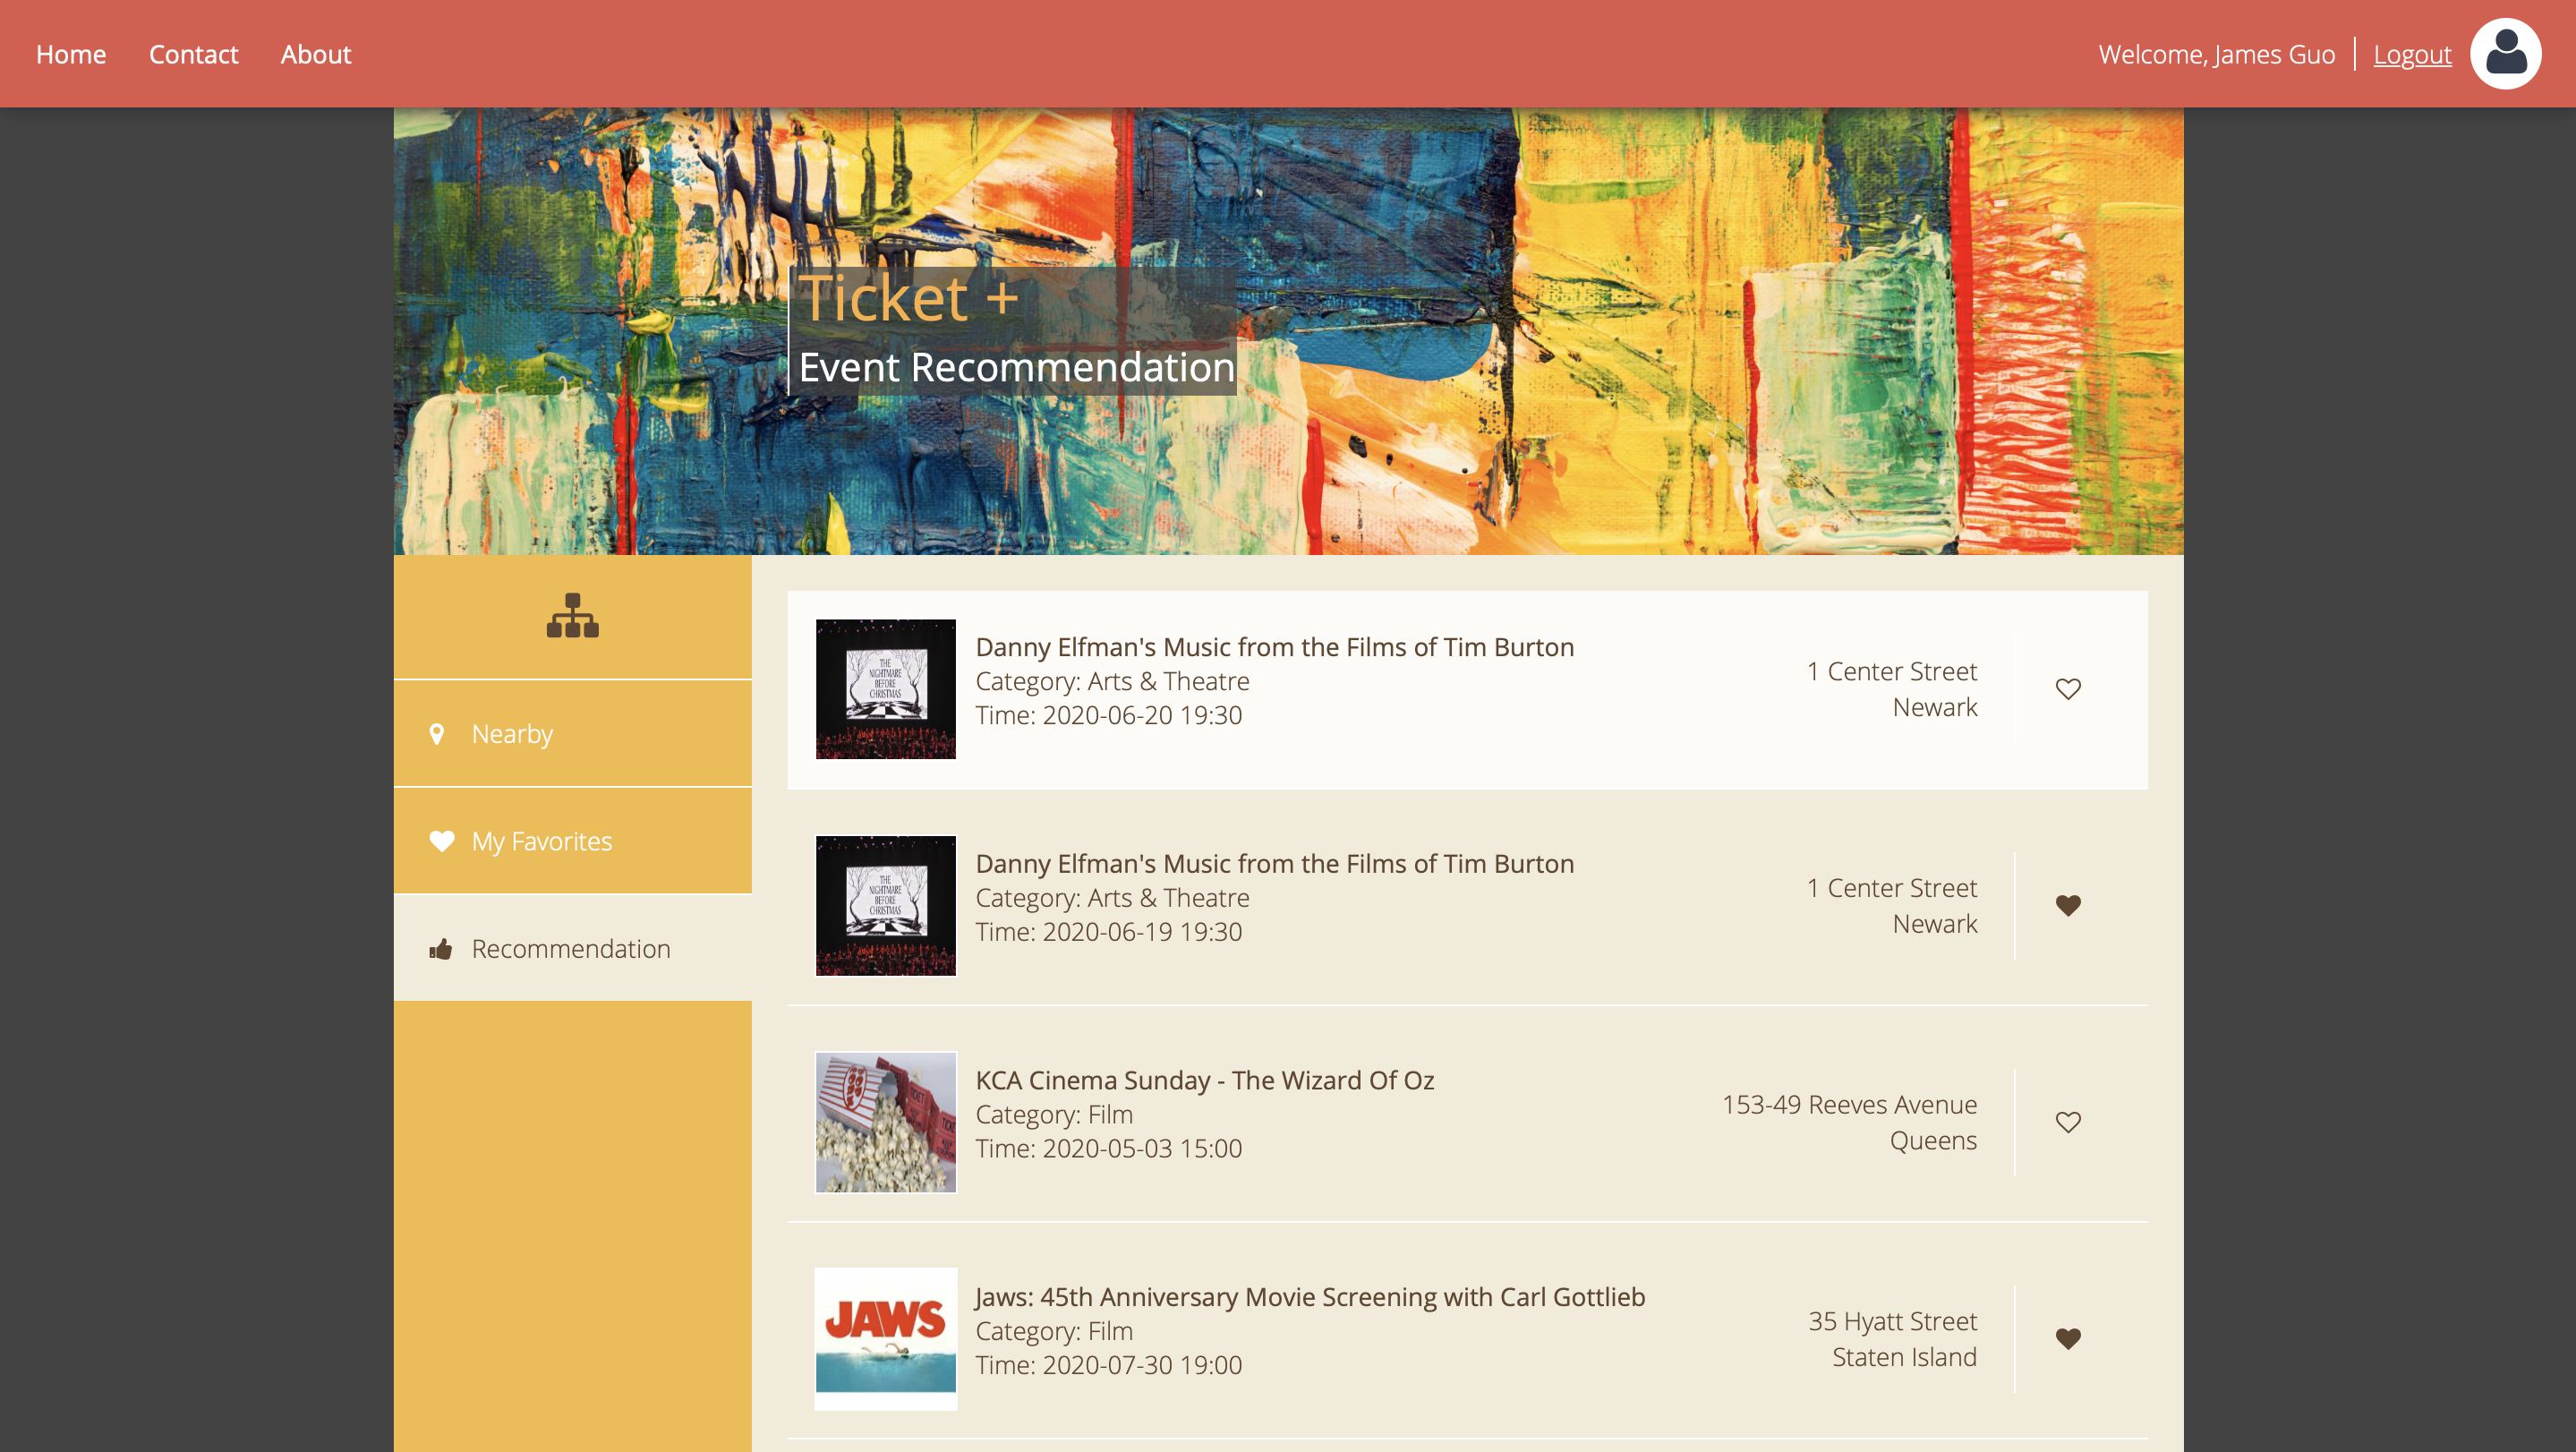 Home Contact About
Welcome, James Guo Logout
Ticket +
Event Recommendation
Nearby
My Favorites
Recommendation
THE
NIGHTMARE
BEFORE
CHRISTMAS
Danny Elfman's Music from the Films of Tim Burton
Category: Arts & Theatre
Time: 2020-06-20 19:30
1 Center Street
Newark
THE
NIGHTMARE
BEFORE
CHRISTMAS
Danny Elfman's Music from the Films of Tim Burton
Category: Arts & Theatre
Time: 2020-06-19 19:30
1 Center Street
Newark
TICKET
KCA Cinema Sunday - The Wizard Of Oz
Category: Film
Time: 2020-05-03 15:00
153-49 Reeves Avenue
Queens
JAWS
Jaws: 45th Anniversary Movie Screening with Carl Gottlieb
Category: Film
Time: 2020-07-30 19:00
35 Hyatt Street
Staten Island